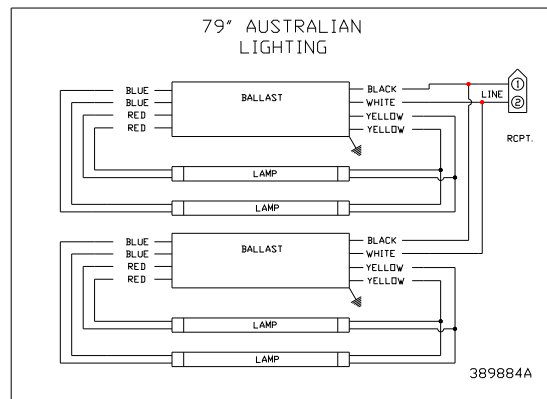 79" AUSTRALIAN
LIGHTING
BLUE
BLUE
RED
RED
BALLAST
BLACK
WHITE
YELLOW
YELLOW
LINE
1
2
RCPT.
LAMP
LAMP
BLUE
BLUE
RED
RED
BALLAST
BLACK
WHITE
YELLOW
YELLOW
LAMP
LAMP
389884A